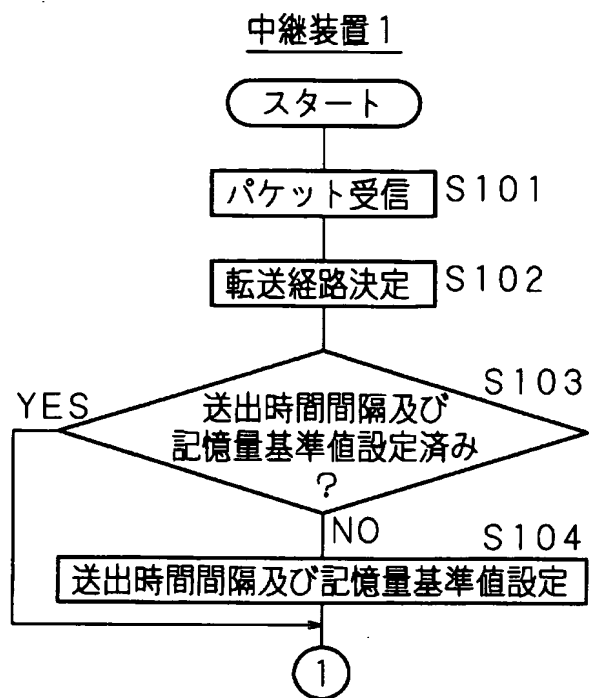 中継装置1
スタート
パケット受信 S101
転送経路決定 S102
S103
YES
送出時間間隔及び
記憶量基準値設定済み
?
NO
S104
送出時間間隔及び記憶量基準値設定
1